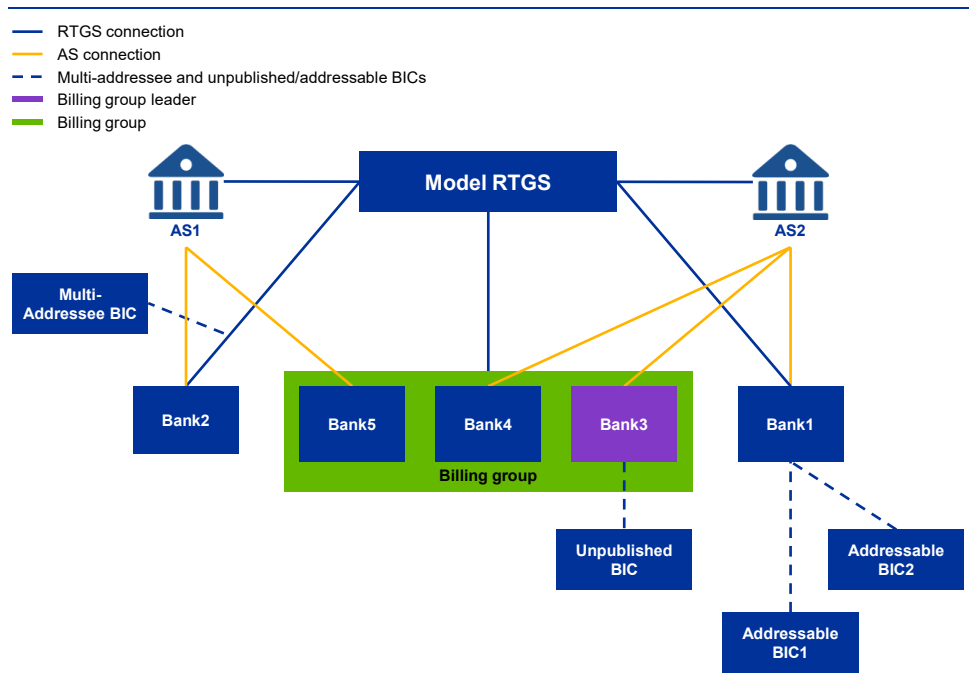 RTGS connection
AS connection
Multi-addressee and unpublished/addressable BICs
Billing group leader
Billing group
Model RTGS
AS1
AS2
Multi-
Addressee BIC
Bank2
Bank5
Bank4
Bank3
Bank1
Billing group
Unpublished
BIC
Addressable
BIC2
Addressable
BIC1